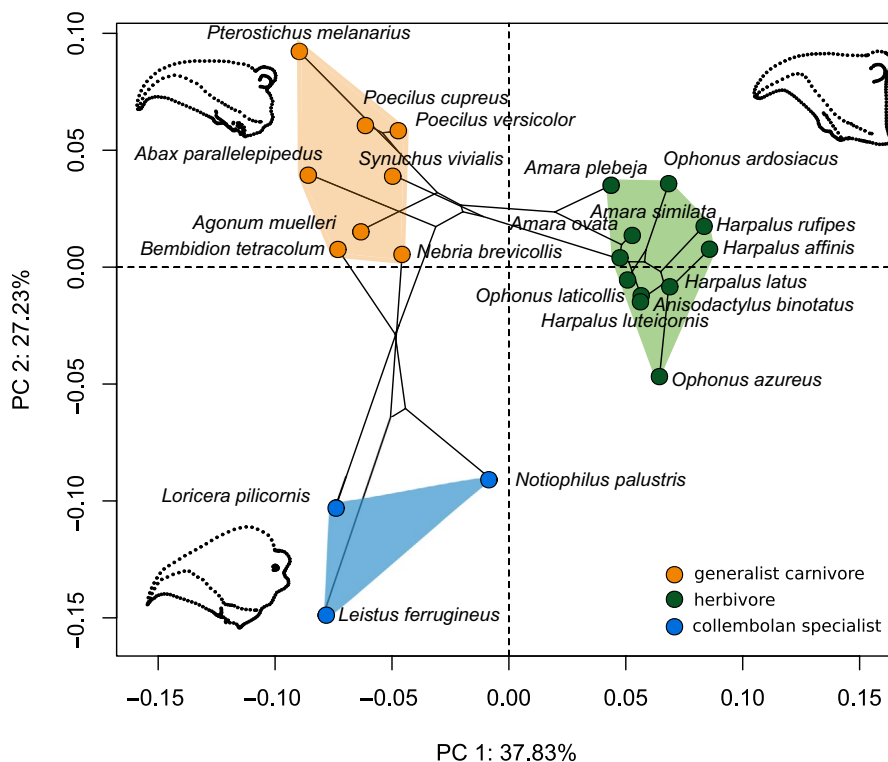 0.10
0.05
0.00
−0.05
−0.10
−0.15
PC 2: 27.23%
Pterostichus melanarius
Poecilus cupreus
Poecilus versicolor
Abax parallelepipedus
Synuchus vivialis
Amara plebeja
Ophonus ardosiacus
Agonum muelleri
Amara ovata
Amara similata
Harpalus rufipes
Bembidion tetracolum
Nebria brevicollis
Harpalus affinis
Ophonus laticollis
Harpalus latus
Anisodactylus binotatus
Harpalus luteicornis
Ophonus azureus
Loricera pilicornis
Notiophilus palustris
Leistus ferrugineus
generalist carnivore
herbivore
collembolan specialist
−0.15
−0.10
−0.05
0.00
0.05
0.10
0.15
PC 1: 37.83%